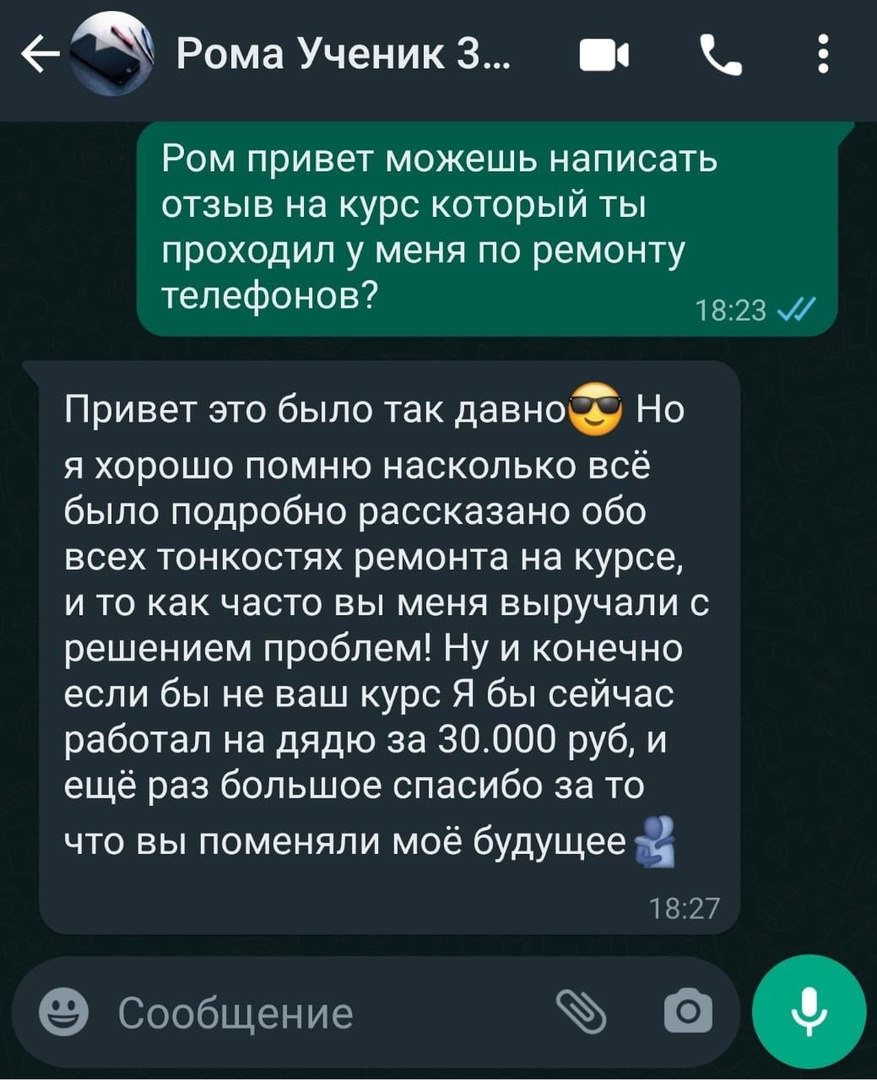 Рома Ученик 3...
Ром привет можешь написать
отзыв на курс который ты
проходил у меня по ремонту
телефонов?
18:23
Привет это было так давно😎 Но
я хорошо помню насколько всё
было подробно рассказано обо
всех тонкостях ремонта на курсе,
и то как часто вы меня выручали с
решением проблем! Ну и конечно
если бы не ваш курс Я бы сейчас
работал на дядю за 30.000 руб, и
ещё раз большое спасибо за то
что вы поменяли моё будущее🫂
18:27
Сообщение